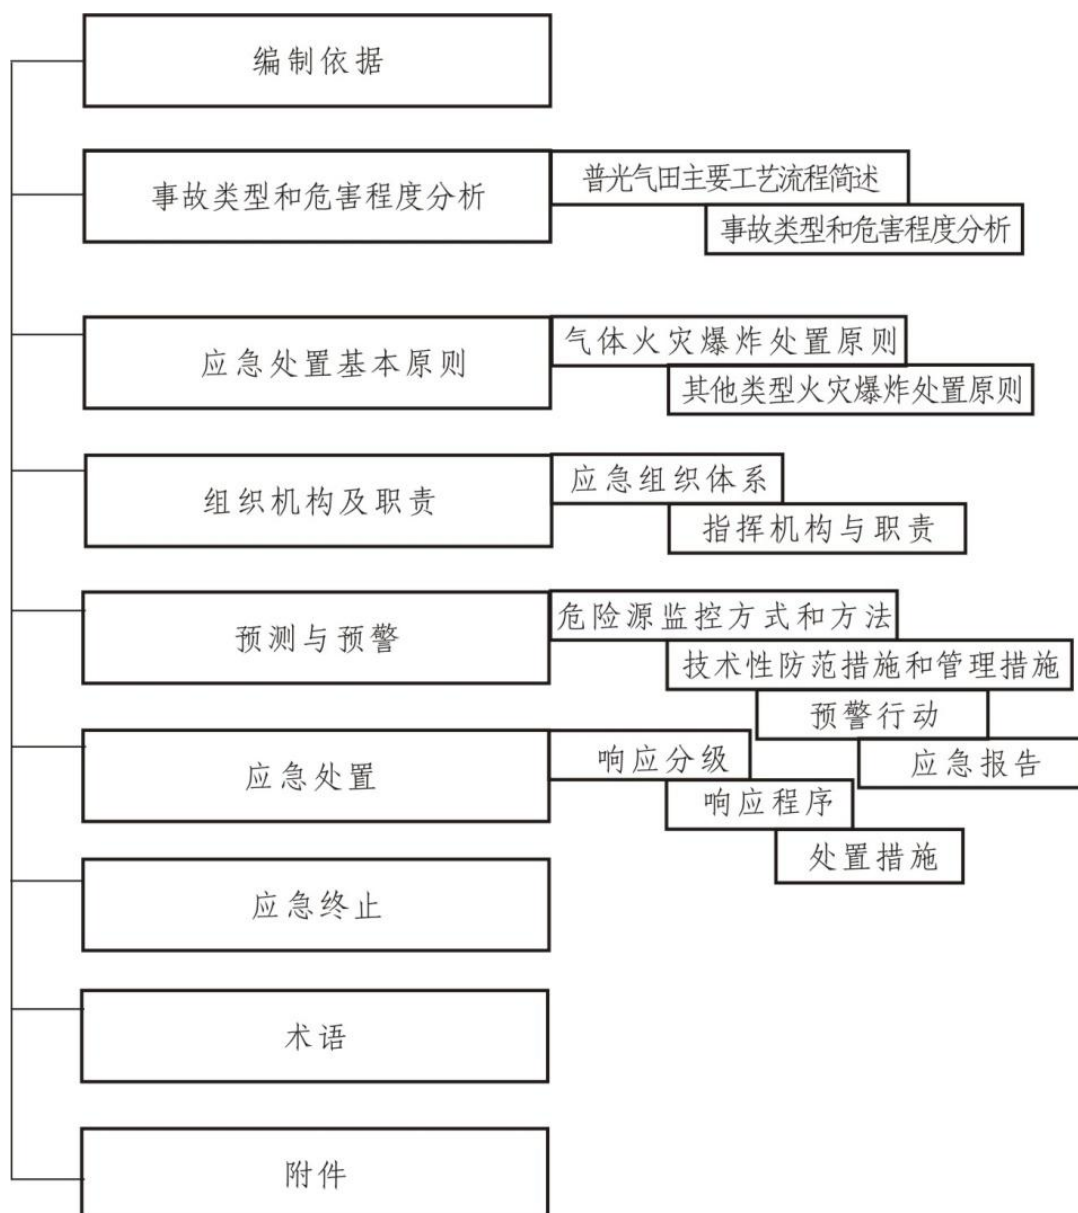 编制依据
事故类型和危害程度分析
普光气田主要工艺流程简述
事故类型和危害程度分析
应急处置基本原则
气体火灾爆炸处置原则
其他类型火灾爆炸处置原则
组织机构及职责
应急组织体系
指挥机构与职责
预测与预警
危险源监控方式和方法
技术性防范措施和管理措施
预警行动
应急报告
应急处置
响应分级
响应程序
处置措施
应急终止
术语
附件